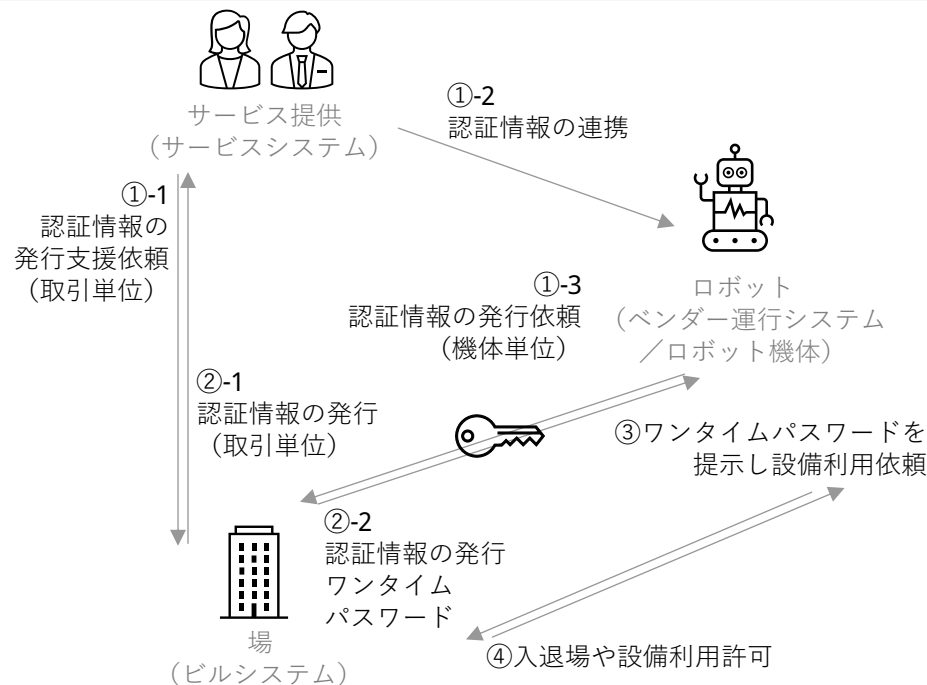 サービス提供
（サービスシステム）
①-2
認証情報の連携
①-1
認証情報の
発行支援依頼
（取引単位）
①-3
認証情報の発行依頼
（機体単位）
ロボット
（ベンダー運行システム
／ロボット機体）
②-1
認証情報の発行
（取引単位）
③ワンタイムパスワードを
提示し設備利用依頼
②-2
認証情報の発行
ワンタイム
パスワード
場
（ビルシステム）
④入退場や設備利用許可